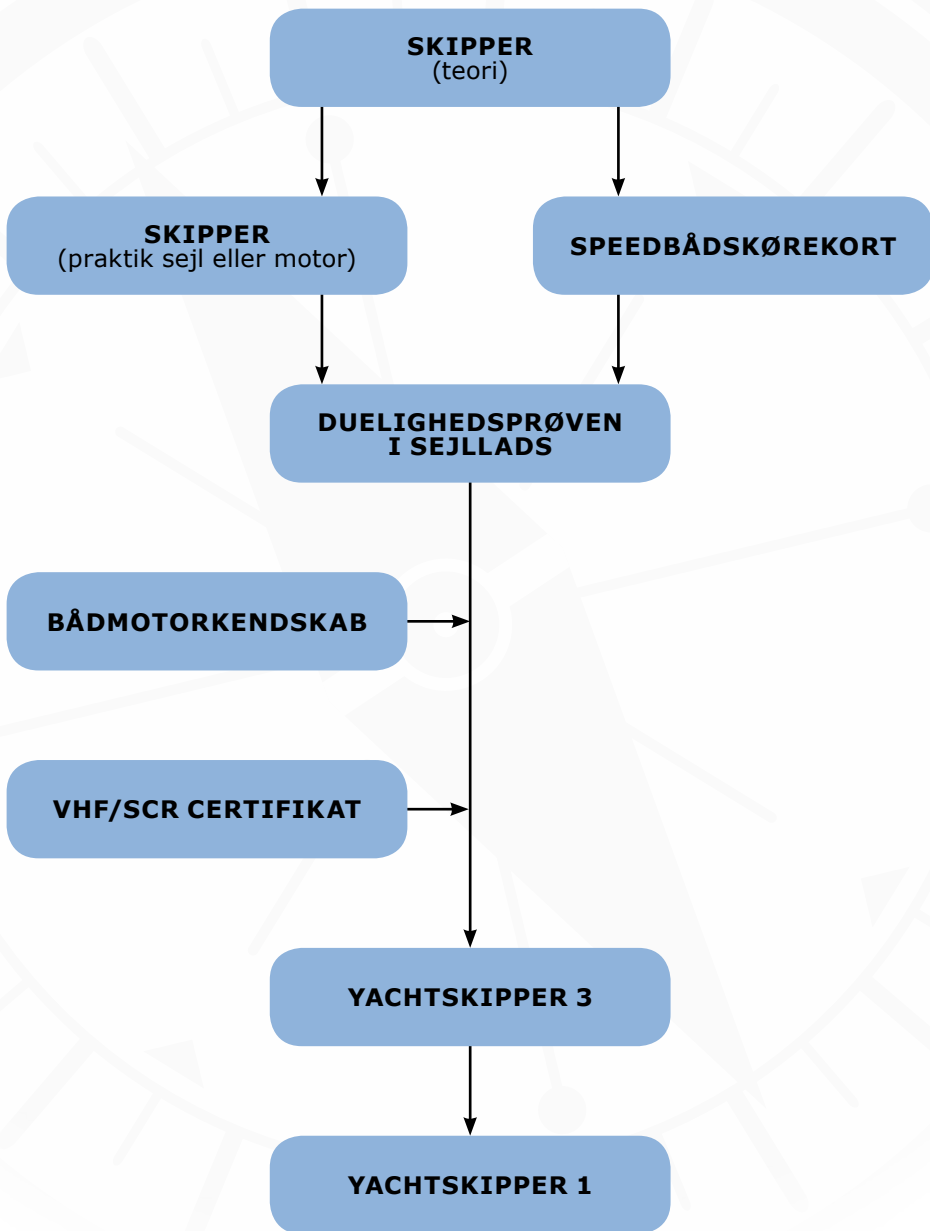 SKIPPER
(teori)
SKIPPER
(praktik sejl eller motor)
SPEEDBÅDSKØREKORT
DUELIGHEDSPRØVEN
I SEJLLADS
BÅDMOTORKENDSKAB
VHF/SCR CERTIFIKAT
YACHTSKIPPER 3
YACHTSKIPPER 1